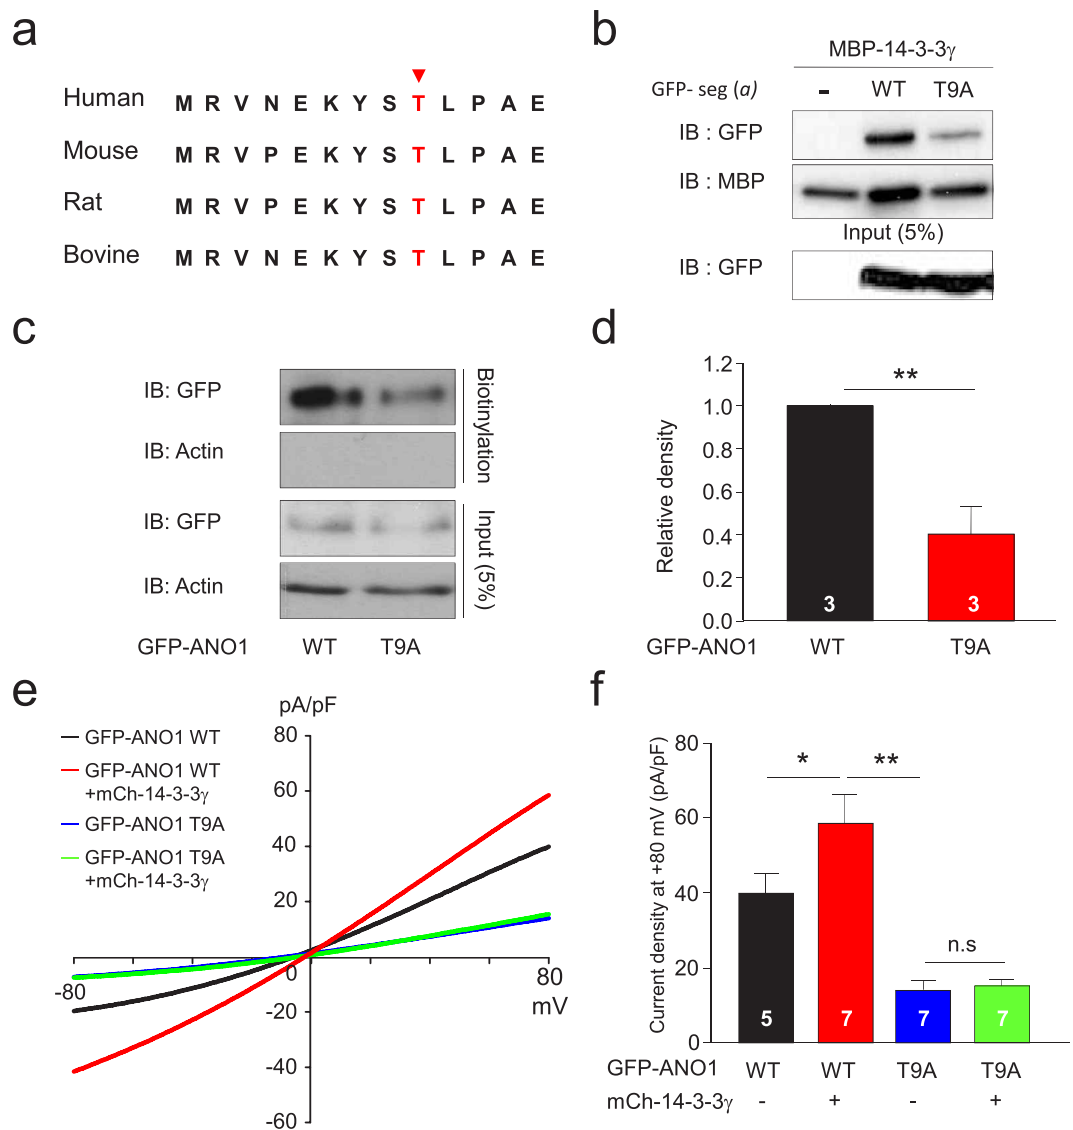 a
Human M R V N E K Y S T L P A E
Mouse M R V P E K Y S T L P A E
Rat M R V P E K Y S T L P A E
Bovine M R V N E K Y S T L P A E
b
MBP-14-3-3γ
GFP- seg (a) - WT T9A
IB : GFP
IB : MBP
Input (5%)
IB : GFP
c
IB: GFP
IB: Actin
Biotinylation
IB: GFP
IB: Actin
Input (5%)
GFP-ANO1 WT T9A
d
Relative density
1.2
1.0
0.8
0.6
0.4
0.2
0.0
**
3 3
GFP-ANO1 WT T9A
e
pA/pF
GFP-ANO1 WT
GFP-ANO1 WT
+mCh-14-3-3γ
GFP-ANO1 T9A
GFP-ANO1 T9A
+mCh-14-3-3γ
80
60
40
20
0
-20
-40
-60
-80
80
mV
f
Current density at +80 mV (pA/pF)
80
60
40
20
0
* **
n.s
5 7 7 7
GFP-ANO1 WT WT T9A T9A
mCh-14-3-3γ - + - +